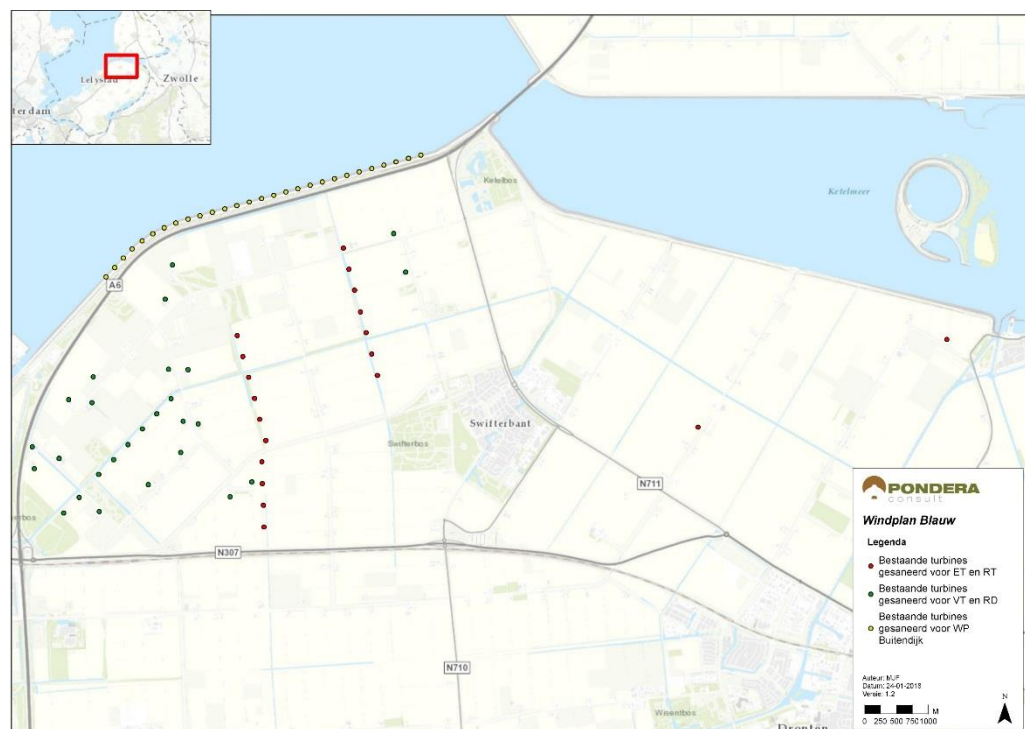 Lelystad
Zwolle
terdam
Ketelbos
Ketelmeer
A6
Swifterbant
Swifterbos
N711
N307
N710
Wisentbos
Dronten
PONDERA
consult
Windplan Blauw
Legenda
Bestaande turbines
gesaneerd voor ET en RT
Bestaande turbines
gesaneerd voor VT en RD
Bestaande turbines
gesaneerd voor WP
Buitendijk
Auteur: MJF
Datum: 24-01-2018
Versie: 1.2
N
M
0 250 500 750 1000